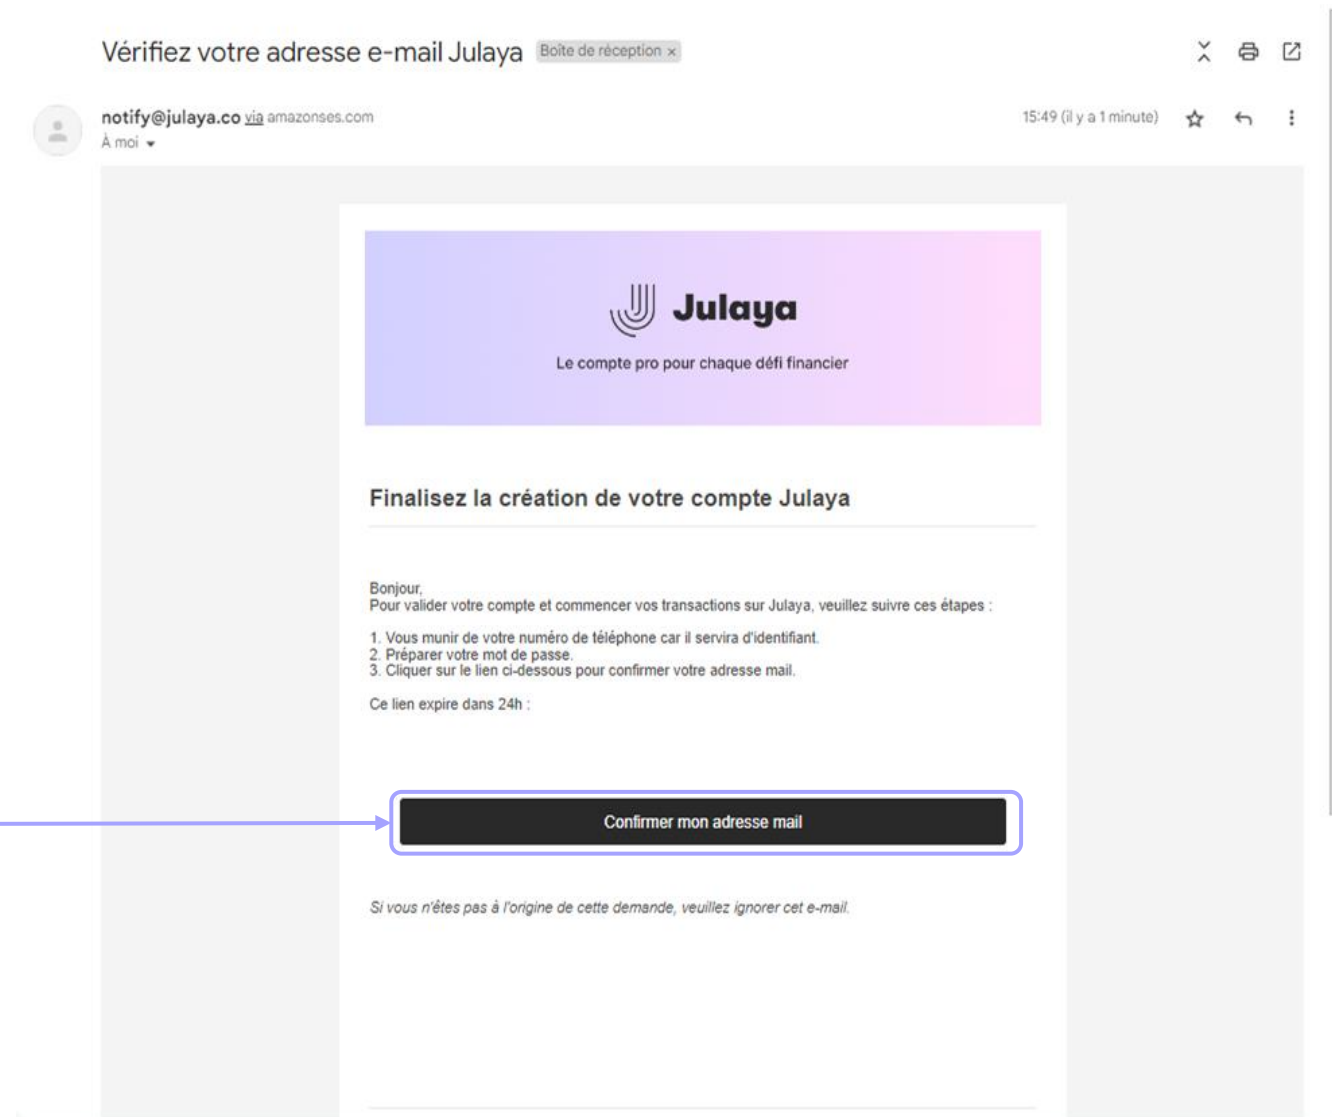 Vérifiez votre adresse e-mail Julaya Boîte de réception ×
notify@julaya.co via amazonses.com 15:49 (il y a 1 minute)
À moi
Julaya
Le compte pro pour chaque défi financier
Finalisez la création de votre compte Julaya
Bonjour,
Pour valider votre compte et commencer vos transactions sur Julaya, veuillez suivre ces étapes :
1. Vous munir de votre numéro de téléphone car il servira d'identifiant.
2. Préparer votre mot de passe.
3. Cliquer sur le lien ci-dessous pour confirmer votre adresse mail.
Ce lien expire dans 24h :
Confirmer mon adresse mail
Si vous n'êtes pas à l'origine de cette demande, veuillez ignorer cet e-mail.